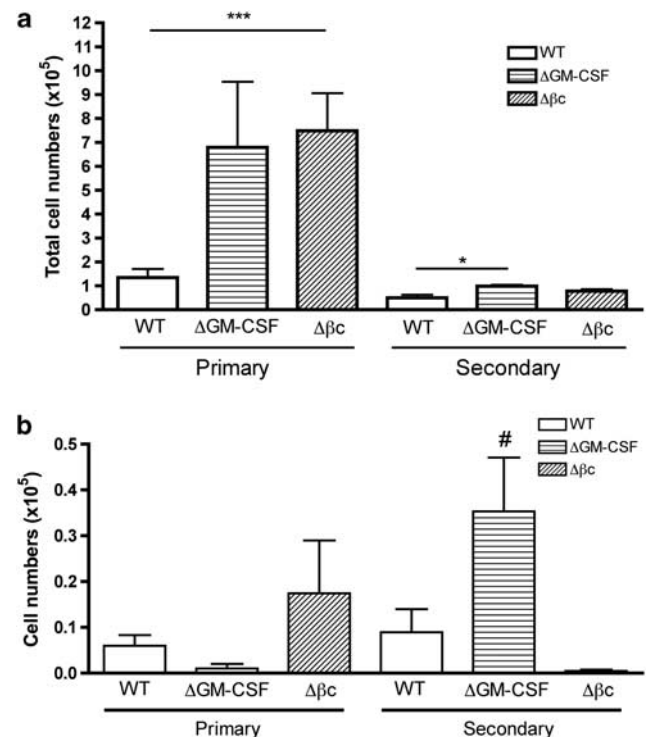 a
Total cell numbers (x10⁵)
12
11
10
9
8
7
6
5
4
3
2
1
0
***
*
WT
ΔGM-CSF
Δβc
WT ΔGM-CSF Δβc WT ΔGM-CSF Δβc
Primary Secondary
b
Cell numbers (x10⁵)
0.5
0.4
0.3
0.2
0.1
0.0
#
WT
ΔGM-CSF
Δβc
WT ΔGM-CSF Δβc WT ΔGM-CSF Δβc
Primary Secondary